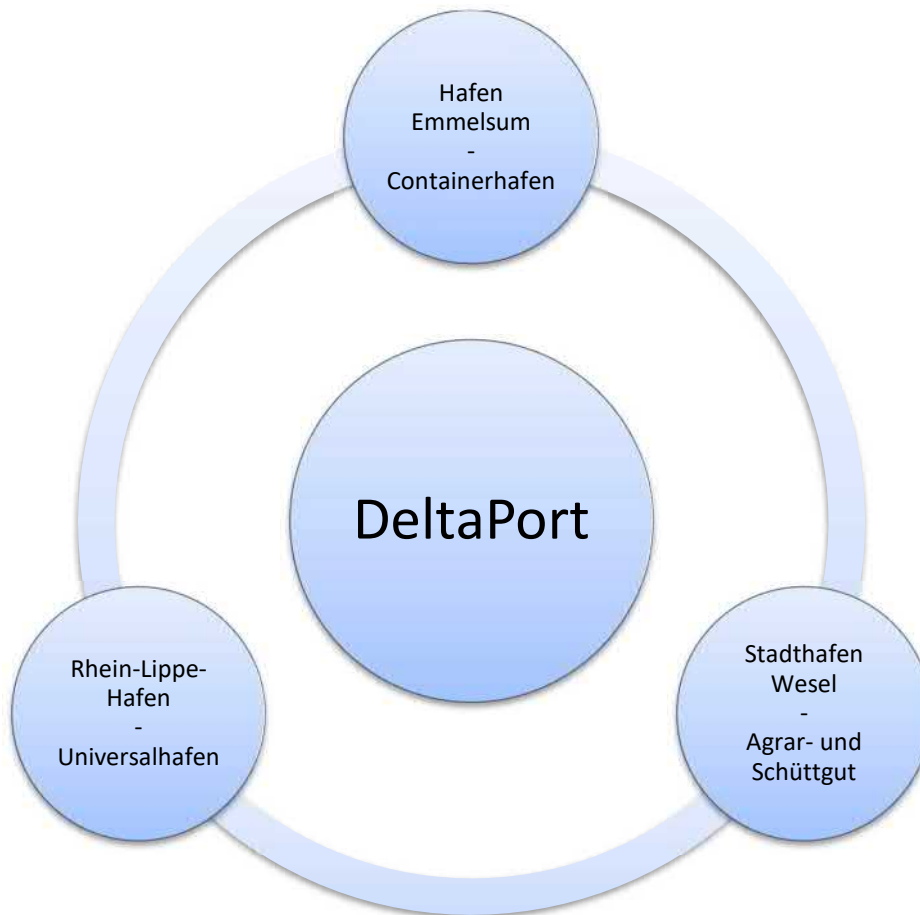 Hafen
Emmelsum
-
Containerhafen
DeltaPort
Rhein-Lippe-
Hafen
-
Universalhafen
Stadthafen
Wesel
-
Agrar- und
Schüttgut